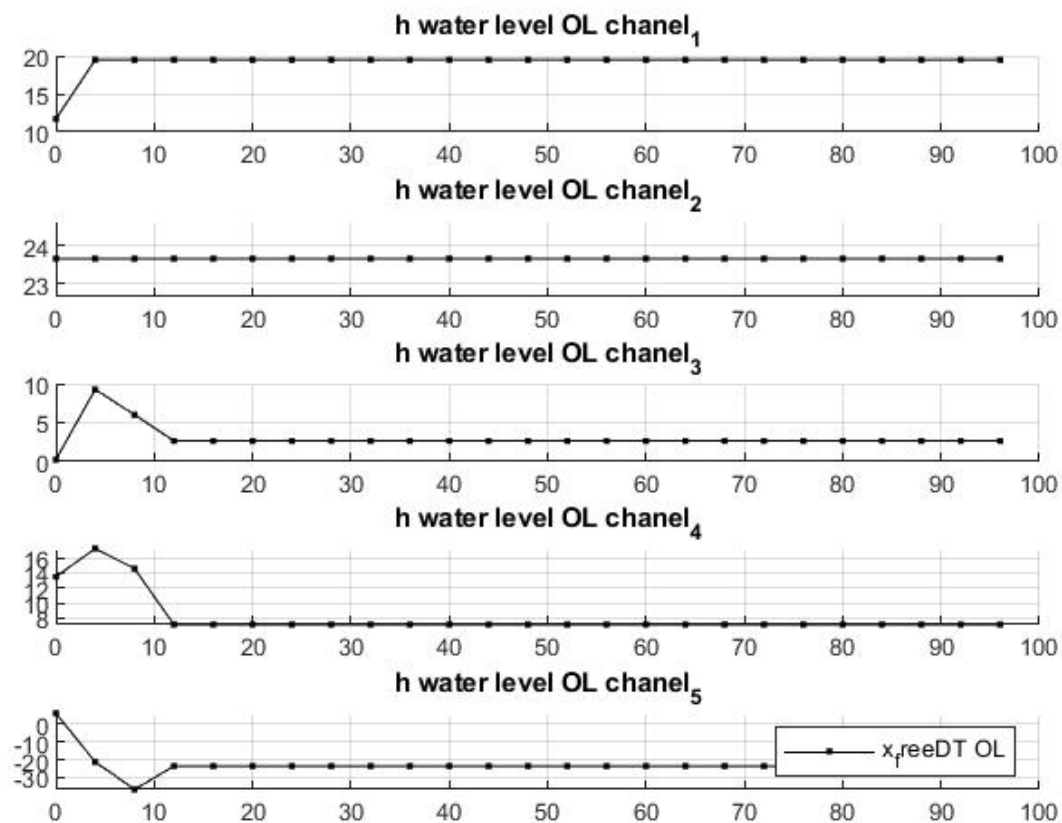 h water level OL chanel₁
20
15
10
0 10 20 30 40 50 60 70 80 90 100
h water level OL chanel₂
24
23
0 10 20 30 40 50 60 70 80 90 100
h water level OL chanel₃
10
5
0
0 10 20 30 40 50 60 70 80 90 100
h water level OL chanel₄
16
14
12
10
8
0 10 20 30 40 50 60 70 80 90 100
h water level OL chanel₅
0
-10
-20
-30
x_freeDT OL
0 10 20 30 40 50 60 70 80 90 100